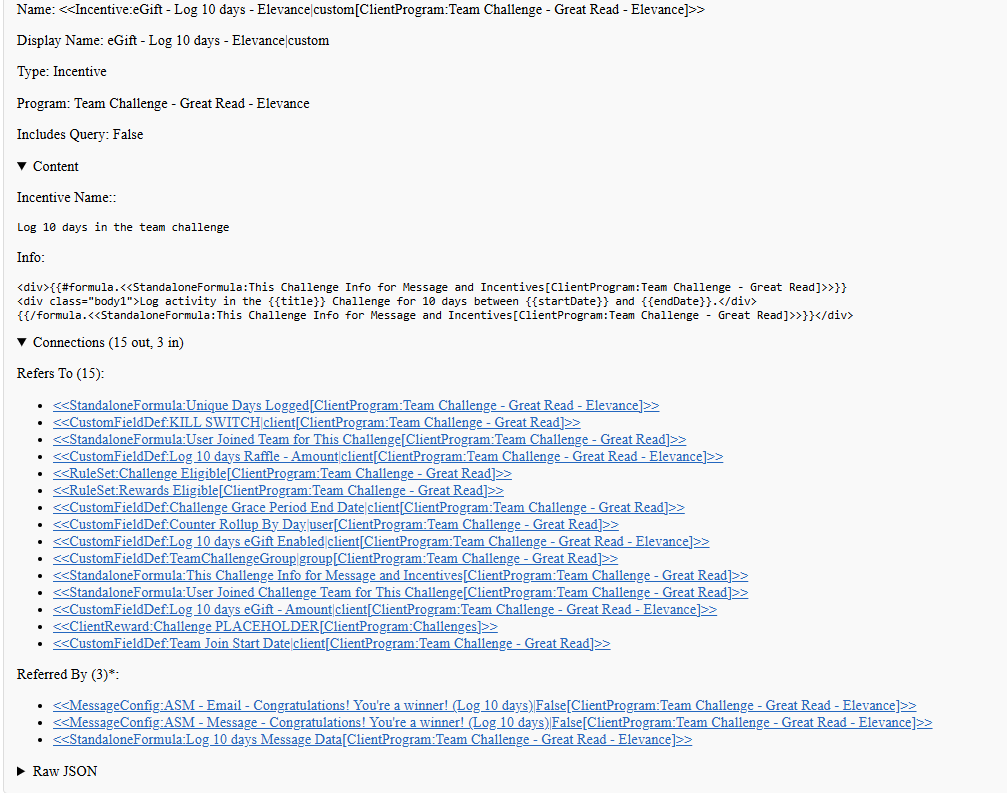 Name: <<Incentive:eGift - Log 10 days - Elevance|custom[ClientProgram:Team Challenge - Great Read - Elevance]>>
Display Name: eGift - Log 10 days - Elevance|custom
Type: Incentive
Program: Team Challenge - Great Read - Elevance
Includes Query: False
▼ Content
Incentive Name::
Log 10 days in the team challenge
Info:
<div>{{#formula.<<StandaloneFormula:This Challenge Info for Message and Incentives[ClientProgram:Team Challenge - Great Read]>>}}
<div class="body1">Log activity in the {{title}} Challenge for 10 days between {{startDate}} and {{endDate}}.</div>
{{/formula.<<StandaloneFormula:This Challenge Info for Message and Incentives[ClientProgram:Team Challenge - Great Read]>>}}</div>
▼ Connections (15 out, 3 in)
Refers To (15):
• <<StandaloneFormula:Unique Days Logged[ClientProgram:Team Challenge - Great Read - Elevance]>>
• <<CustomFieldDef:KILL SWITCH|client[ClientProgram:Team Challenge - Great Read]>>
• <<StandaloneFormula:User Joined Team for This Challenge[ClientProgram:Team Challenge - Great Read]>>
• <<CustomFieldDef:Log 10 days Raffle - Amount|client[ClientProgram:Team Challenge - Great Read - Elevance]>>
• <<RuleSet:Challenge Eligible[ClientProgram:Team Challenge - Great Read]>>
• <<RuleSet:Rewards Eligible[ClientProgram:Team Challenge - Great Read]>>
• <<CustomFieldDef:Challenge Grace Period End Date|client[ClientProgram:Team Challenge - Great Read]>>
• <<CustomFieldDef:Counter Rollup By Day|user[ClientProgram:Team Challenge - Great Read]>>
• <<CustomFieldDef:Log 10 days eGift Enabled|client[ClientProgram:Team Challenge - Great Read - Elevance]>>
• <<CustomFieldDef:TeamChallengeGroup|group[ClientProgram:Team Challenge - Great Read]>>
• <<StandaloneFormula:This Challenge Info for Message and Incentives[ClientProgram:Team Challenge - Great Read]>>
• <<StandaloneFormula:User Joined Challenge Team for This Challenge[ClientProgram:Team Challenge - Great Read]>>
• <<CustomFieldDef:Log 10 days eGift - Amount|client[ClientProgram:Team Challenge - Great Read - Elevance]>>
• <<ClientReward:Challenge PLACEHOLDER[ClientProgram:Challenges]>>
• <<CustomFieldDef:Team Join Start Date|client[ClientProgram:Team Challenge - Great Read]>>
Referred By (3)*:
• <<MessageConfig:ASM - Email - Congratulations! You're a winner! (Log 10 days)|False[ClientProgram:Team Challenge - Great Read - Elevance]>>
• <<MessageConfig:ASM - Message - Congratulations! You're a winner! (Log 10 days)|False[ClientProgram:Team Challenge - Great Read - Elevance]>>
• <<StandaloneFormula:Log 10 days Message Data[ClientProgram:Team Challenge - Great Read - Elevance]>>
▶ Raw JSON